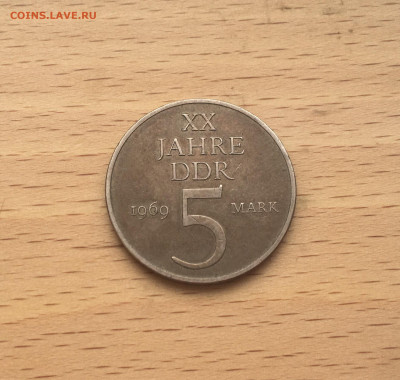 COINS.LAVE.RU
XX
JAHRE
DDR
1969 5 MARK